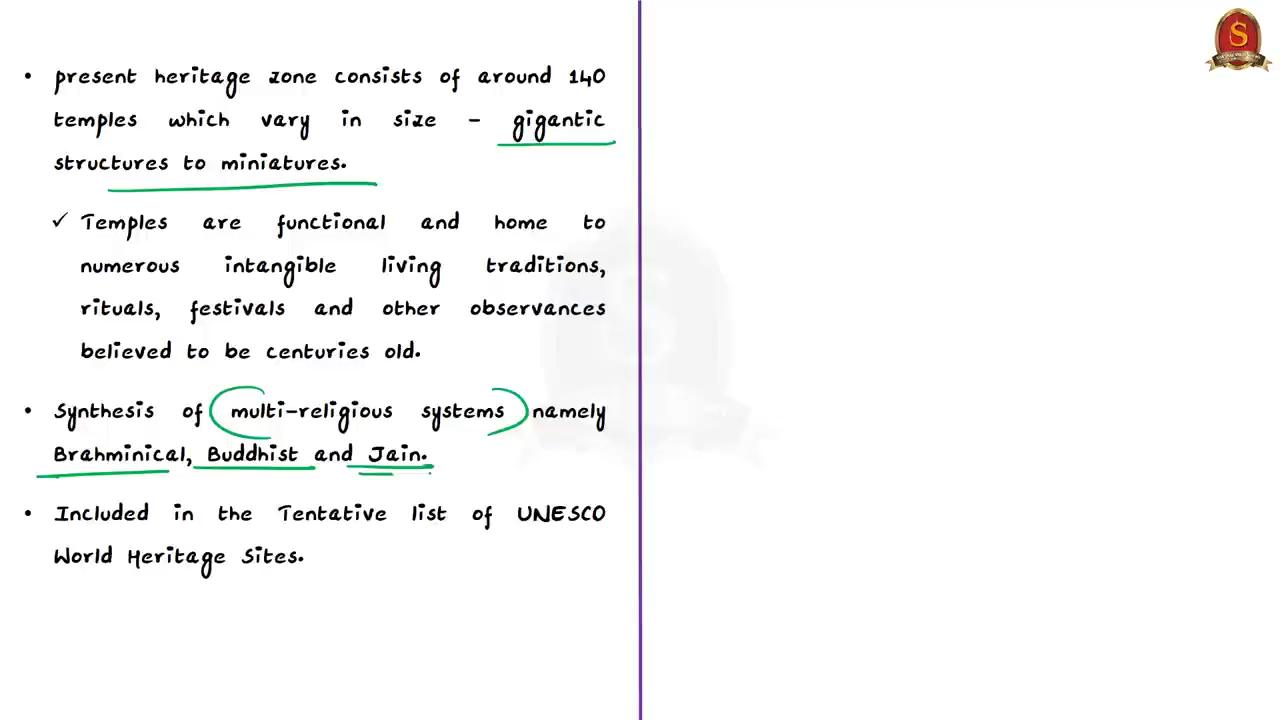 • present heritage zone consists of around 140
temples which vary in size - gigantic
structures to miniatures.
✓ Temples are functional and home to
numerous intangible living traditions,
rituals, festivals and other observances
believed to be centuries old.
• Synthesis of multi-religious systems namely
Brahminical, Buddhist and Jain.
• Included in the Tentative list of UNESCO
World Heritage Sites.
S